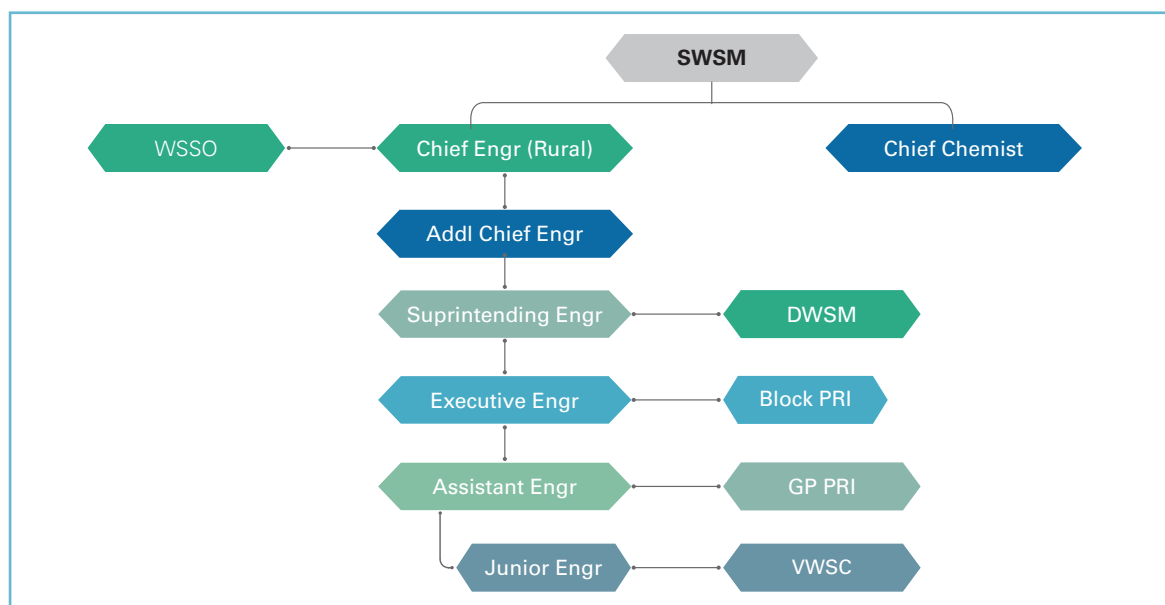 SWSM
WSSO
Chief Engr (Rural)
Chief Chemist
Addl Chief Engr
Suprintending Engr
DWSM
Executive Engr
Block PRI
Assistant Engr
GP PRI
Junior Engr
VWSC